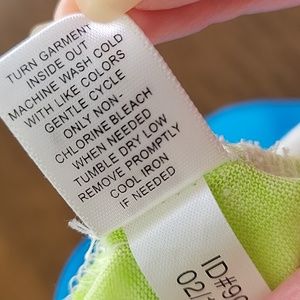 TURN GARMENT
INSIDE OUT
MACHINE WASH COLD
WITH LIKE COLORS
GENTLE CYCLE
ONLY NON-
CHLORINE BLEACH
WHEN NEEDED
TUMBLE DRY LOW
REMOVE PROMPTLY
COOL IRON
IF NEEDED